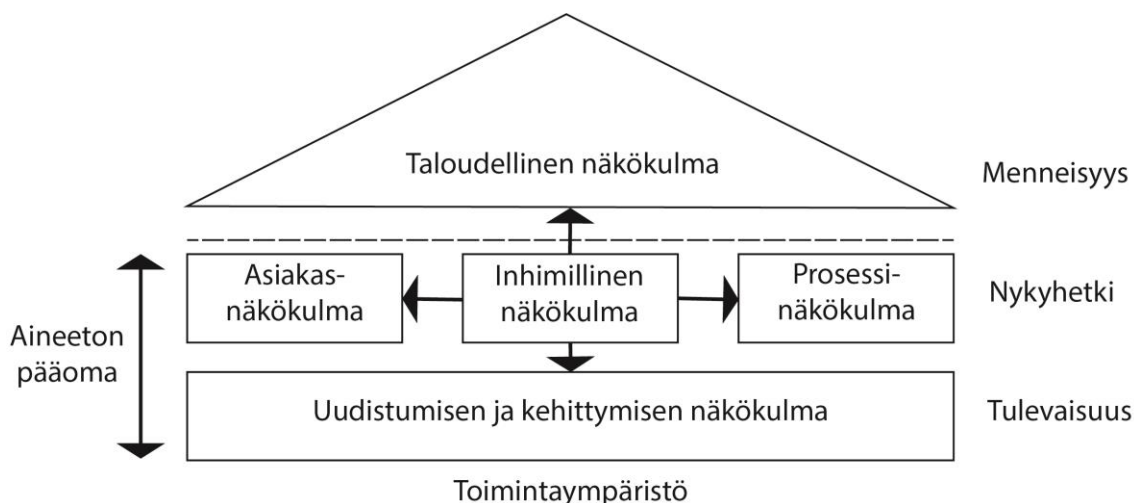 Taloudellinen näkökulma
Menneisyys
Asiakas-
näkökulma
Inhimillinen
näkökulma
Prosessi-
näkökulma
Nykyhetki
Aineeton
pääoma
Uudistumisen ja kehittymisen näkökulma
Tulevaisuus
Toimintaympäristö